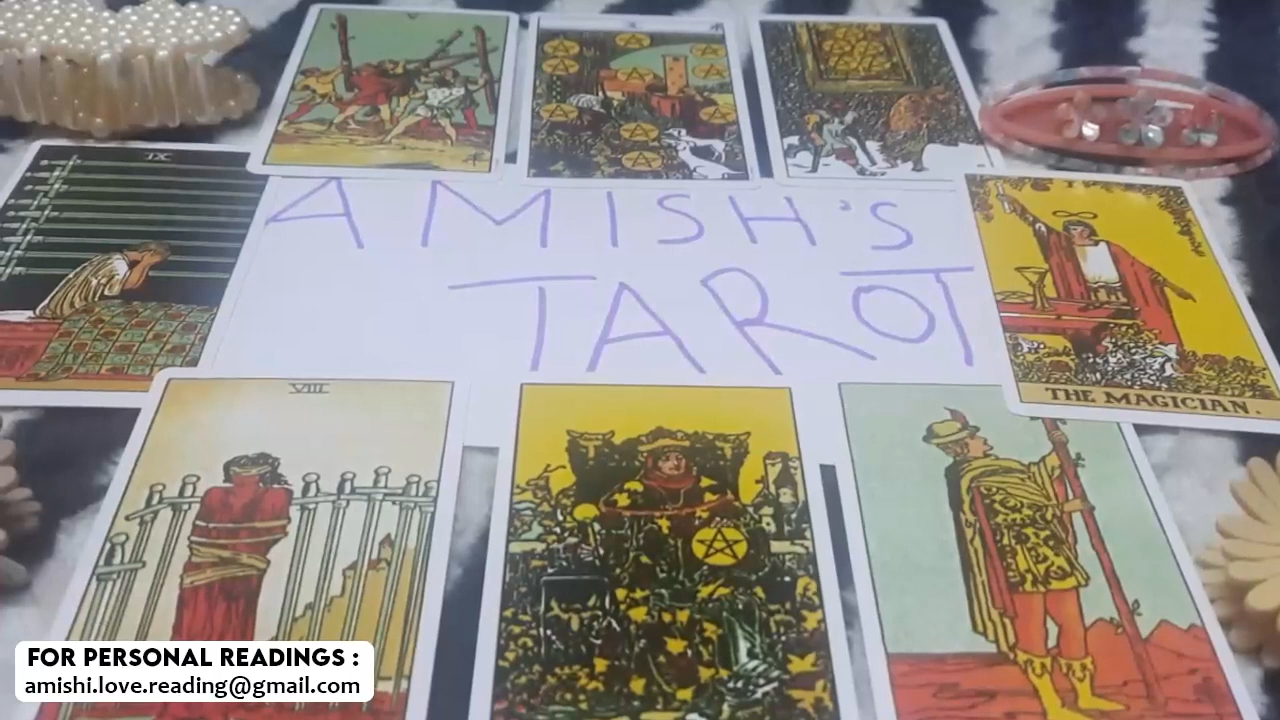 V
IX
AMISH'S
TAROT
THE MAGICIAN.
VIII
FOR PERSONAL READINGS :
amishi.love.reading@gmail.com